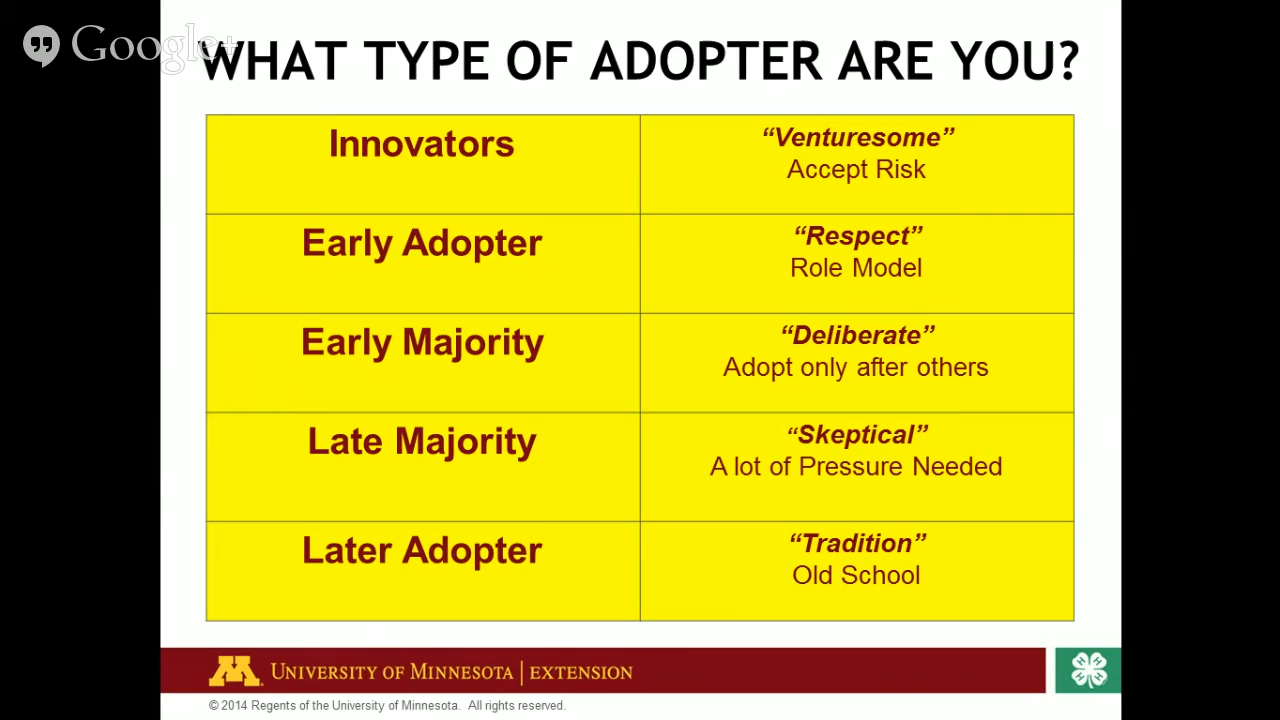 Google+
WHAT TYPE OF ADOPTER ARE YOU?
Innovators
“Venturesome”
Accept Risk
Early Adopter
“Respect”
Role Model
Early Majority
“Deliberate”
Adopt only after others
Late Majority
“Skeptical”
A lot of Pressure Needed
Later Adopter
“Tradition”
Old School
M
UNIVERSITY OF MINNESOTA | EXTENSION
H H H H
© 2014 Regents of the University of Minnesota. All rights reserved.